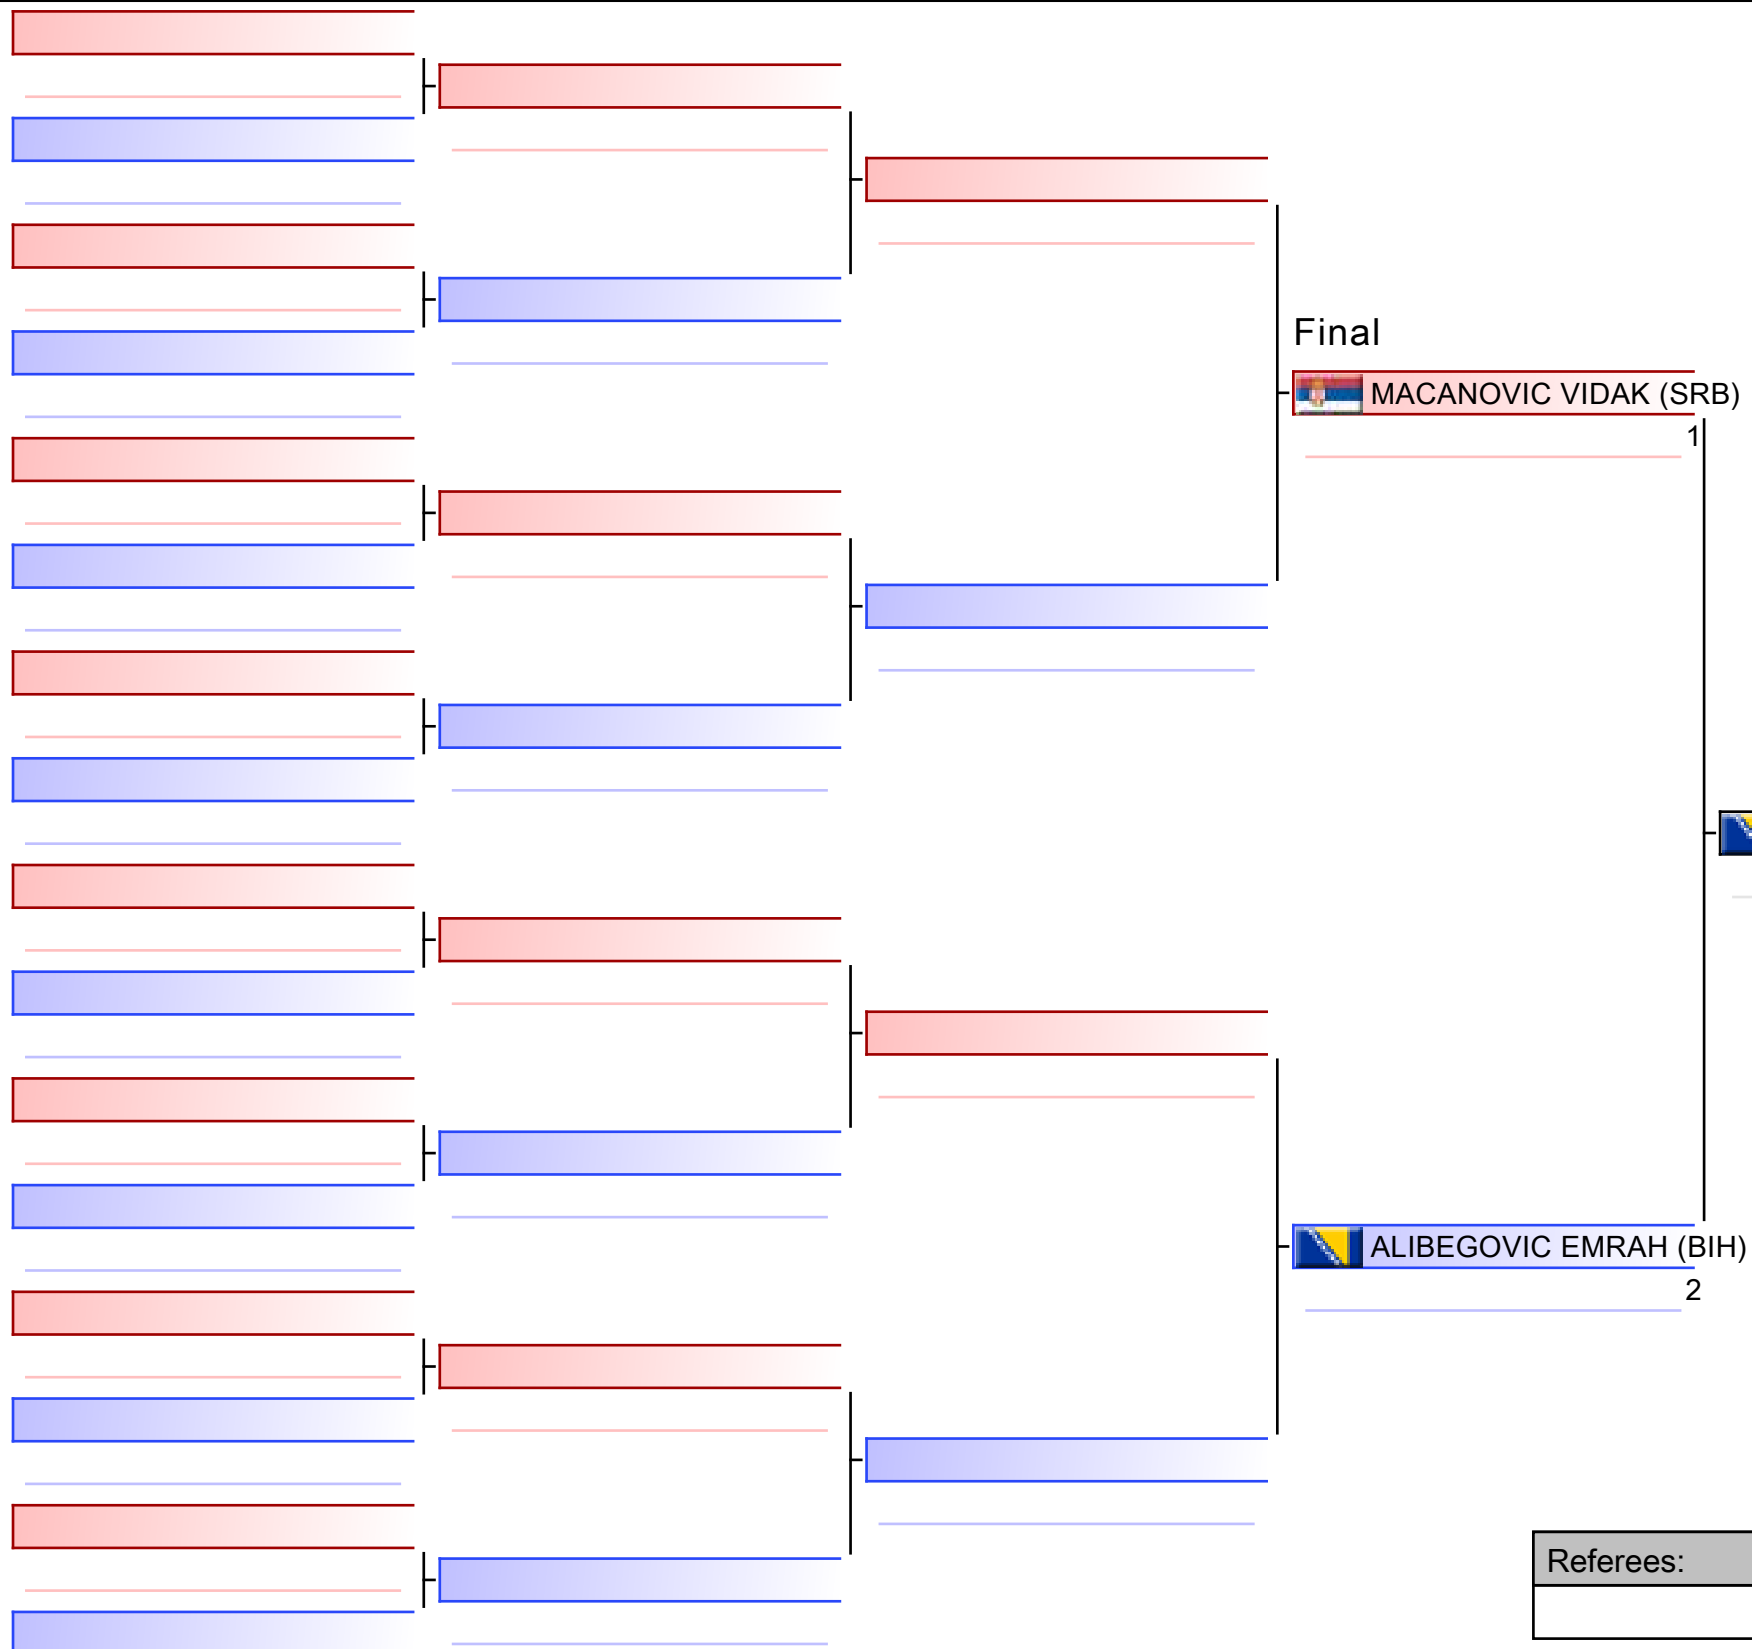 Final
MACANOVIC VIDAK (SRB)
1
ALIBEGOVIC EMRAH (BIH)
2
Referees: